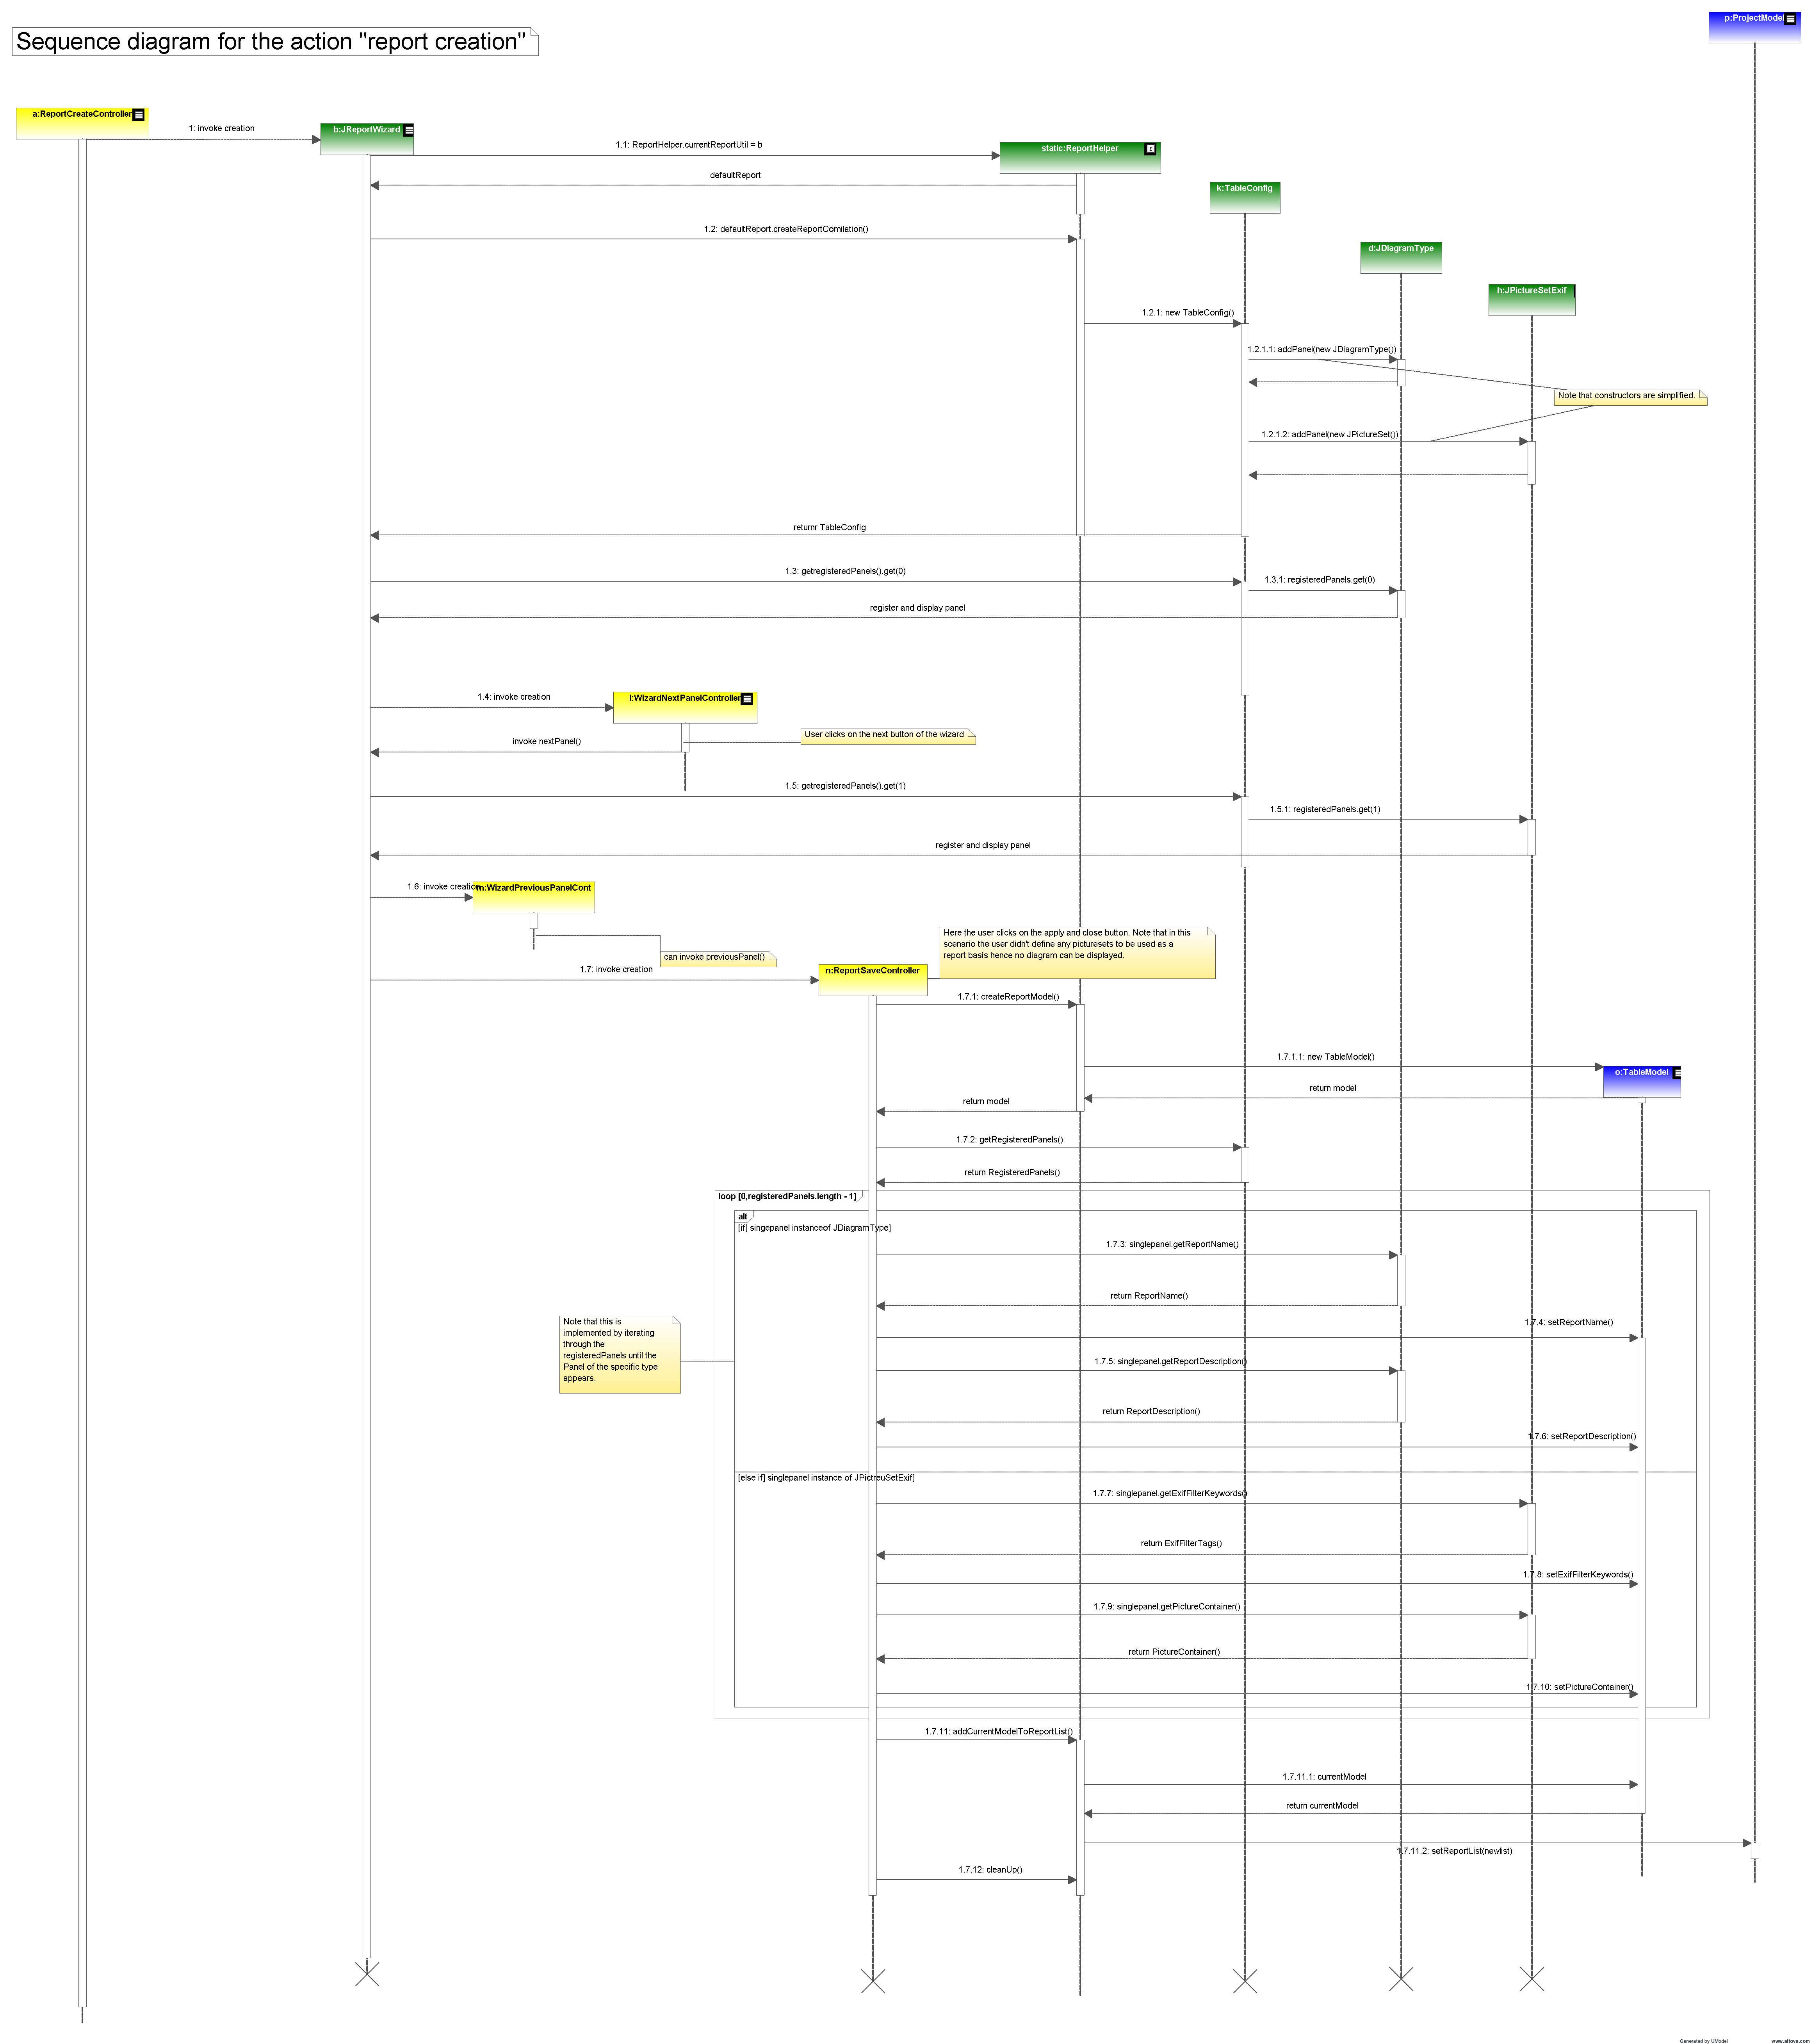 p:ProjectModel
Sequence diagram for the action "report creation"
a:ReportCreateController
1: invoke creation
b:JReportWizard
1.1: ReportHelper.currentReportUtil = b
static:ReportHelper
defaultReport
k:TableConfig
1.2: defaultReport.createReportComilation()
d:JDiagramType
h:JPictureSetExif
1.2.1: new TableConfig()
1.2.1.1: addPanel(new JDiagramType())
Note that constructors are simplified.
1.2.1.2: addPanel(new JPictureSet())
returnr TableConfig
1.3: getregisteredPanels().get(0)
1.3.1: registeredPanels.get(0)
register and display panel
1.4: invoke creation
l:WizardNextPanelController
User clicks on the next button of the wizard
invoke nextPanel()
1.5: getregisteredPanels().get(1)
1.5.1: registeredPanels.get(1)
register and display panel
1.6: invoke creation
m:WizardPreviousPanelCont
Here the user clicks on the apply and close button. Note that in this
scenario the user didn't define any picturesets to be used as a
report basis hence no diagram can be displayed.
can invoke previousPanel()
1.7: invoke creation
n:ReportSaveController
1.7.1: createReportModel()
1.7.1.1: new TableModel()
o:TableModel
return model
return model
1.7.2: getRegisteredPanels()
return RegisteredPanels()
loop [0,registeredPanels.length - 1]
alt
[if] singepanel instanceof JDiagramType]
1.7.3: singlepanel.getReportName()
return ReportName()
Note that this is
implemented by iterating
through the
registeredPanels until the
Panel of the specific type
appears.
1.7.4: setReportName()
1.7.5: singlepanel.getReportDescription()
return ReportDescription()
1.7.6: setReportDescription()
[else if] singlepanel instance of JPictreuSetExif]
1.7.7: singlepanel.getExifFilterKeywords()
return ExifFilterTags()
1.7.8: setExifFilterKeywords()
1.7.9: singlepanel.getPictureContainer()
return PictureContainer()
1.7.10: setPictureContainer()
1.7.11: addCurrentModelToReportList()
1.7.11.1: currentModel
return currentModel
1.7.11.2: setReportList(newlist)
1.7.12: cleanUp()
Generated by UModel
www.altova.com